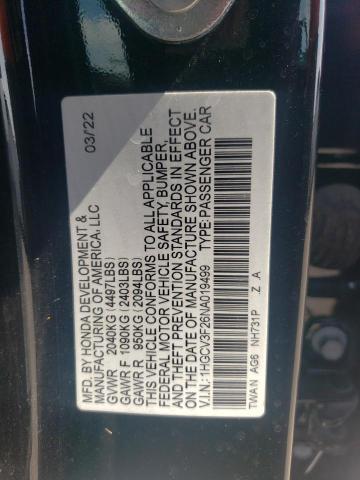 MFD. BY HONDA DEVELOPMENT & 03/22
MANUFACTURING OF AMERICA, LLC
GVWR 2040KG (4497LBS)
GAWR F 1090KG (2403LBS)
GAWR R 950KG (2094LBS)
THIS VEHICLE CONFORMS TO ALL APPLICABLE
FEDERAL MOTOR VEHICLE SAFETY, BUMPER,
AND THEFT PREVENTION STANDARDS IN EFFECT
ON THE DATE OF MANUFACTURE SHOWN ABOVE.
V.I.N.: 1HGCV3F26NA019499 TYPE: PASSENGER CAR
TWAN AG6 NH731P Z A